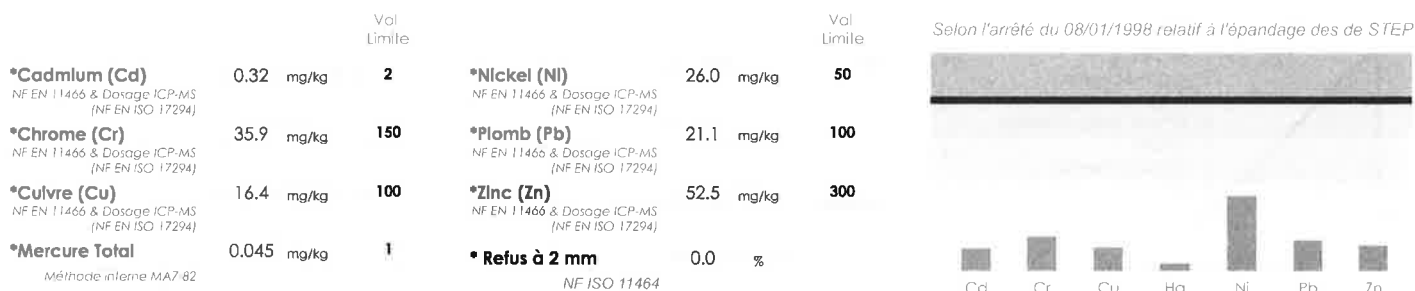 Val Limite
Val Limite
Selon l'arrêté du 08/01/1998 relatif à l'épandage des de STEP
*Cadmium (Cd) 0.32 mg/kg 2
NF EN 11466 & Dosage ICP-MS
(NF EN ISO 17294)
*Chrome (Cr) 35.9 mg/kg 150
NF EN 11466 & Dosage ICP-MS
(NF EN ISO 17294)
*Cuivre (Cu) 16.4 mg/kg 100
NF EN 11466 & Dosage ICP-MS
(NF EN ISO 17294)
*Mercure Total 0.045 mg/kg 1
Méthode interne MA7-82
*Nickel (Ni) 26.0 mg/kg 50
NF EN 11466 & Dosage ICP-MS
(NF EN ISO 17294)
*Plomb (Pb) 21.1 mg/kg 100
NF EN 11466 & Dosage ICP-MS
(NF EN ISO 17294)
*Zinc (Zn) 52.5 mg/kg 300
NF EN 11466 & Dosage ICP-MS
(NF EN ISO 17294)
* Refus à 2 mm 0.0 %
NF ISO 11464
Cd Cr Cu Hg Ni Pb Zn